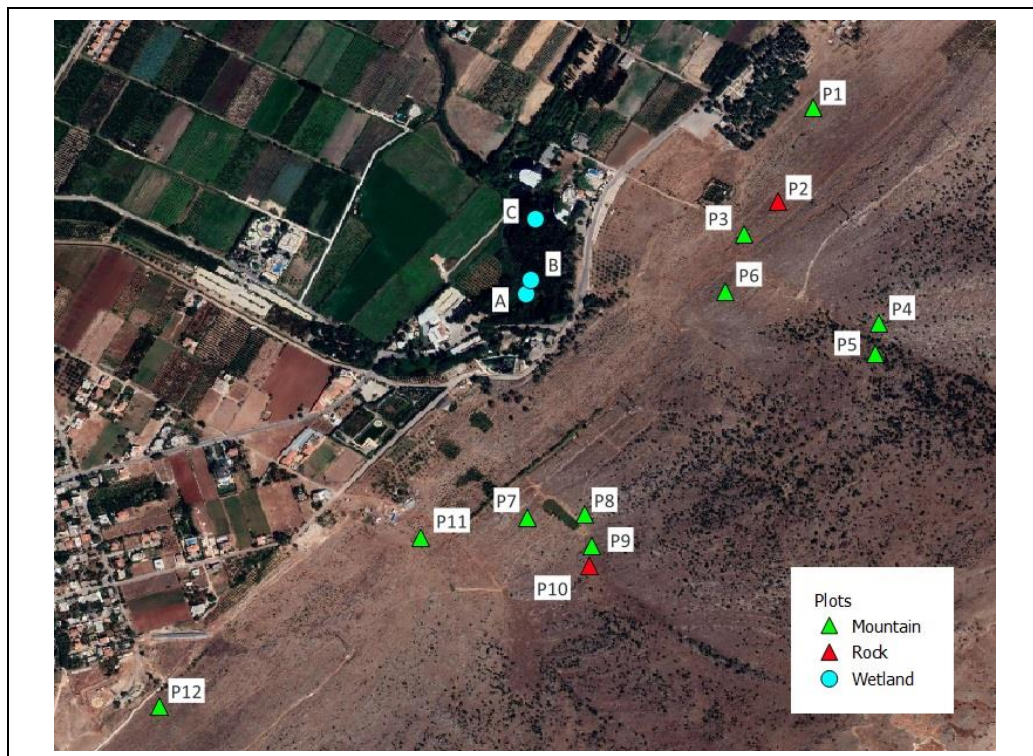 P1
P2
P3
C
B
P6
A
P4
P5
P7
P8
P11
P9
P10
P12
Plots
Mountain
Rock
Wetland